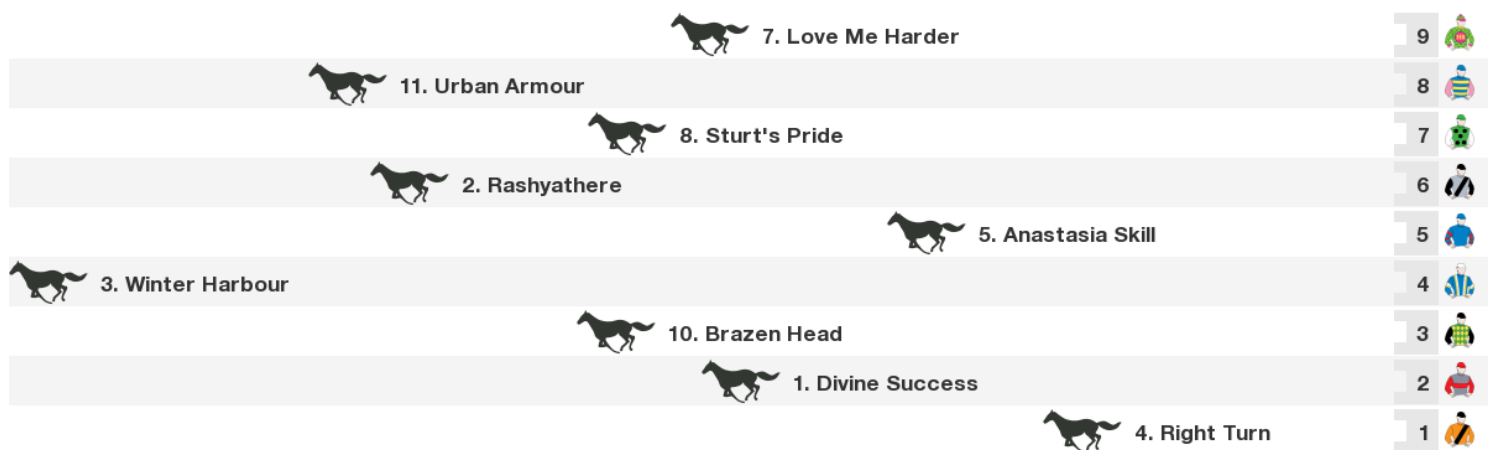 7. Love Me Harder 9
11. Urban Armour 8
8. Sturt's Pride 7
2. Rashyathere 6
5. Anastasia Skill 5
3. Winter Harbour 4
10. Brazen Head 3
1. Divine Success 2
4. Right Turn 1